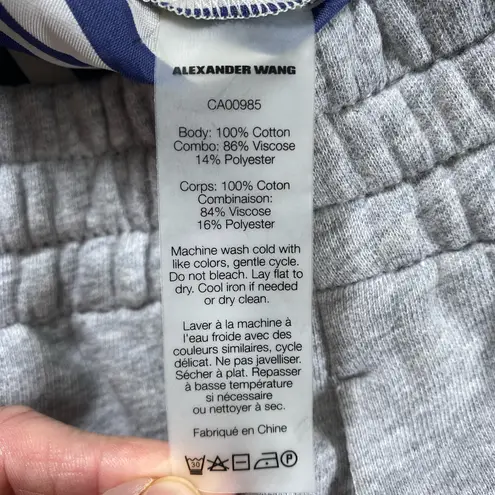 ALEXANDER WANG
CA00985
Body: 100% Cotton
Combo: 86% Viscose
14% Polyester
Corps: 100% Coton
Combinaison:
84% Viscose
16% Polyester
Machine wash cold with
like colors, gentle cycle.
Do not bleach. Lay flat to
dry. Cool iron if needed
or dry clean.
Laver à la machine à
l'eau froide avec des
couleurs similaires, cycle
délicat. Ne pas javelliser.
Sécher à plat. Repasser
à basse température
si nécessaire
ou nettoyer à sec.
Fabriqué en Chine
30 P